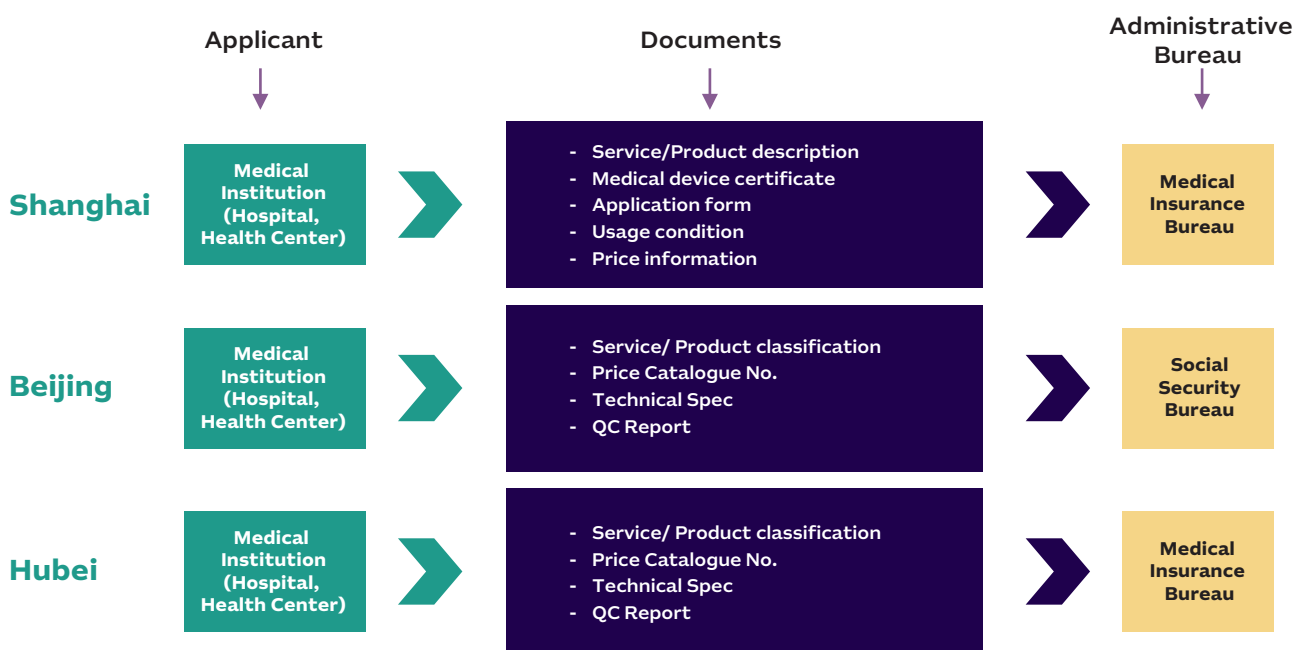 Applicant
Documents
Administrative
Bureau
Shanghai
Medical
Institution
(Hospital,
Health Center)
- Service/Product description
- Medical device certificate
- Application form
- Usage condition
- Price information
Medical
Insurance
Bureau
Beijing
Medical
Institution
(Hospital,
Health Center)
- Service/ Product classification
- Price Catalogue No.
- Technical Spec
- QC Report
Social
Security
Bureau
Hubei
Medical
Institution
(Hospital,
Health Center)
- Service/ Product classification
- Price Catalogue No.
- Technical Spec
- QC Report
Medical
Insurance
Bureau